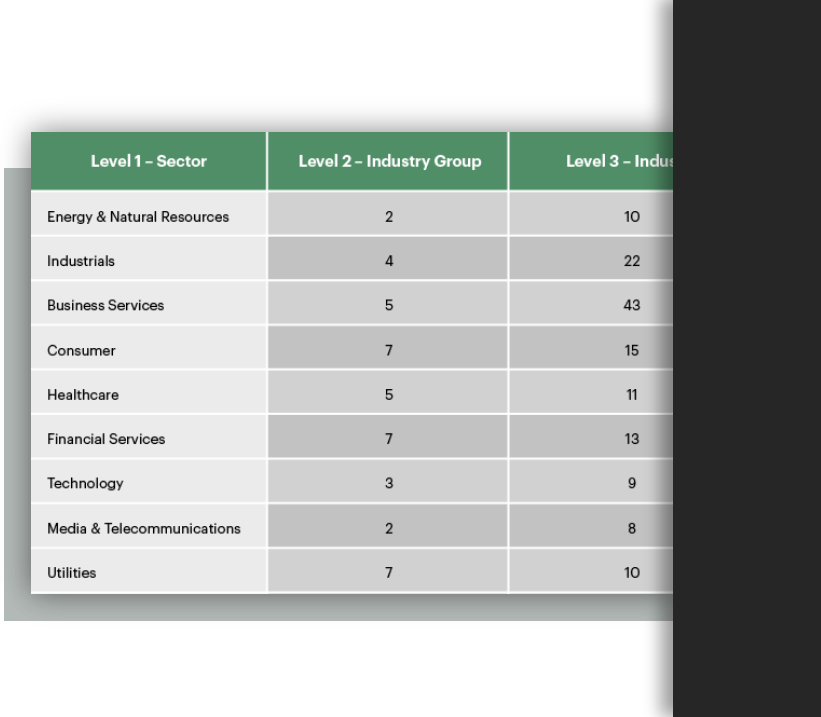 Level 1 – Sector Level 2 – Industry Group Level 3 –
Energy & Natural Resources 2 10
Industrials 4 22
Business Services 5 43
Consumer 7 15
Healthcare 5 11
Financial Services 7 13
Technology 3 9
Media & Telecommunications 2 8
Utilities 7 10